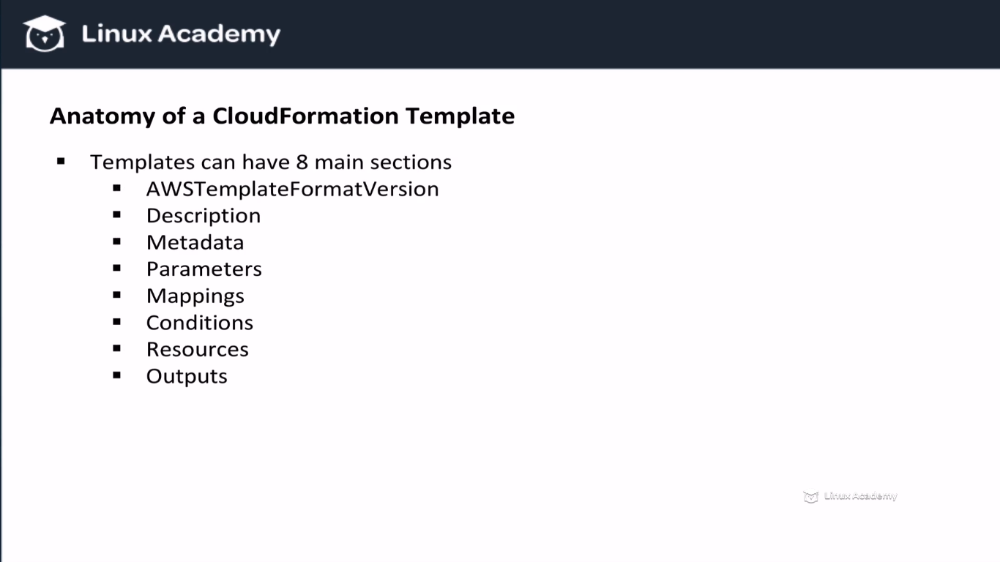 Linux Academy
Anatomy of a CloudFormation Template
▪ Templates can have 8 main sections
▪ AWSTemplateFormatVersion
▪ Description
▪ Metadata
▪ Parameters
▪ Mappings
▪ Conditions
▪ Resources
▪ Outputs
Linux Academy